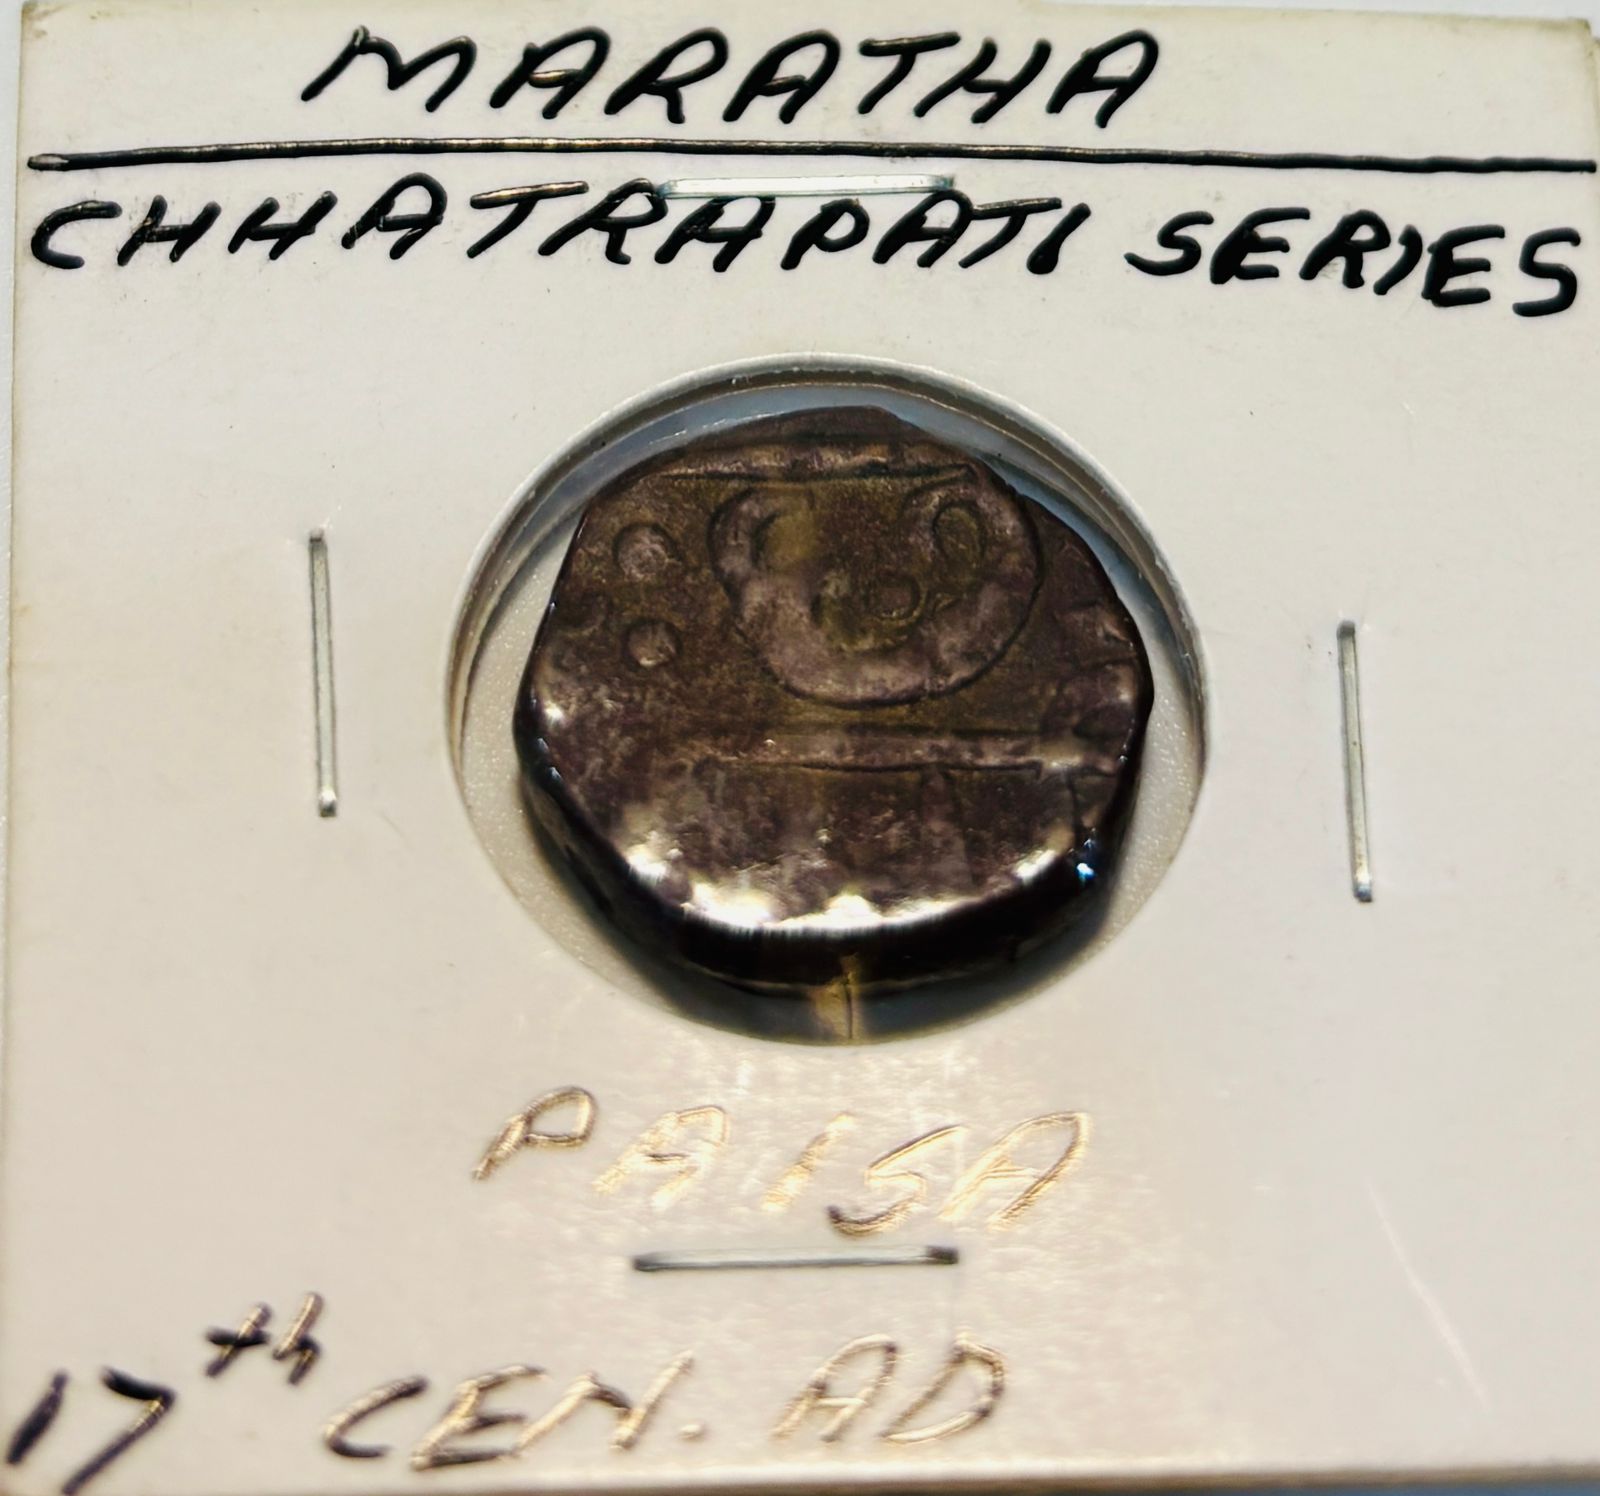 MARATHA
CHHATRAPATI SERIES
PAISA
17th CEN. AD